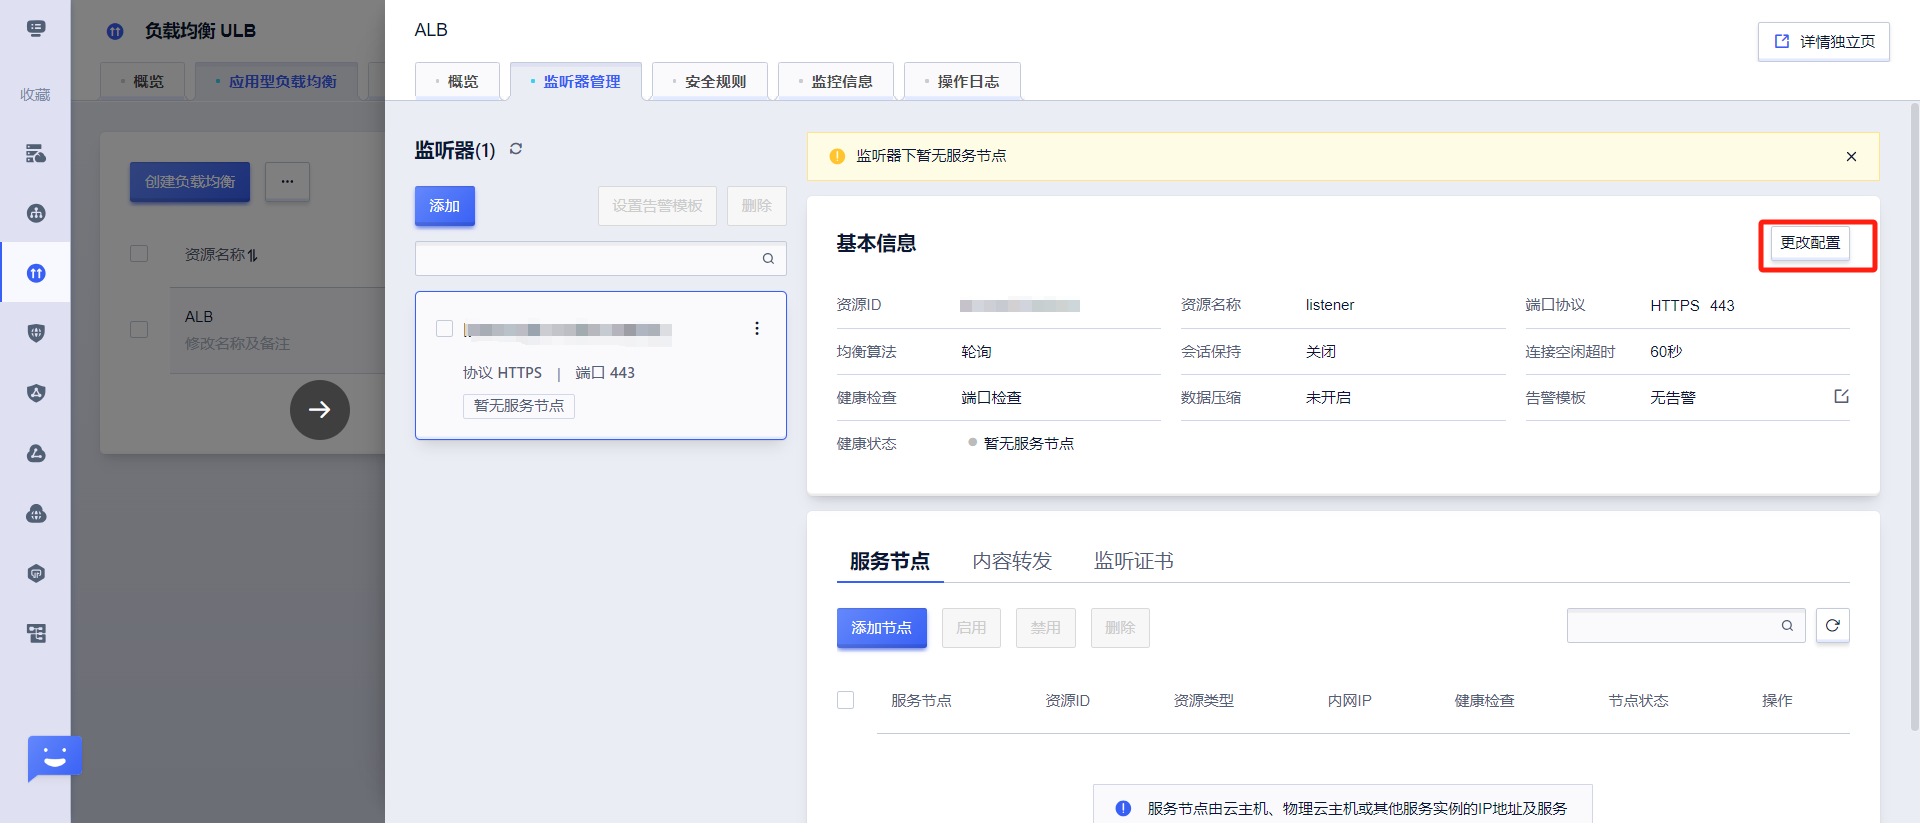 负载均衡 ULB
概览
应用型负载均衡
收藏
创建负载均衡
...
资源名称
ALB
修改名称及备注
ALB
详情独立页
概览
监听器管理
安全规则
监控信息
操作日志
监听器(1)
添加
设置告警模板
删除
协议 HTTPS | 端口 443
暂无服务节点
监听器下暂无服务节点
基本信息
更改配置
资源ID
资源名称 listener
端口协议 HTTPS 443
均衡算法 轮询
会话保持 关闭
连接空闲超时 60秒
健康检查 端口检查
数据压缩 未开启
告警模板 无告警
健康状态 暂无服务节点
服务节点
内容转发
监听证书
添加节点
启用
禁用
删除
服务节点
资源ID
资源类型
内网IP
健康检查
节点状态
操作
服务节点由云主机、物理云主机或其他服务实例的IP地址及服务